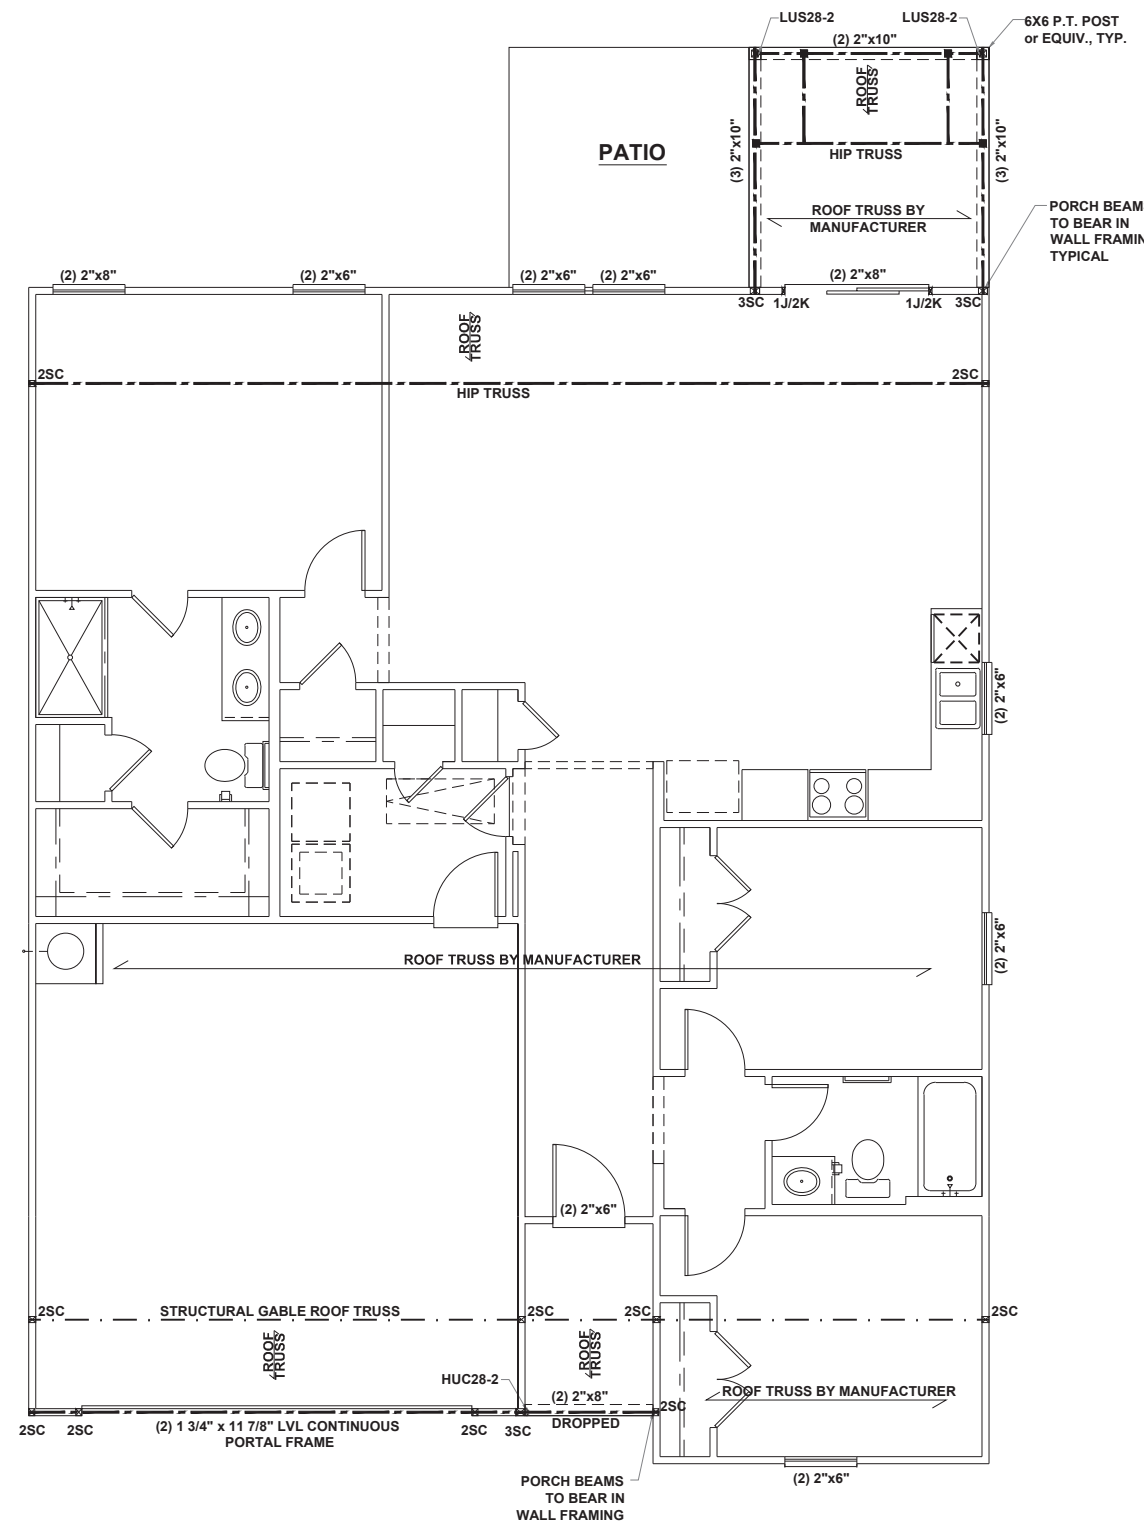 LUS28-2
LUS28-2
6X6 P.T. POST
or EQUIV., TYP.
(2) 2"x10"
ROOF
TRUSS
PATIO
(3) 2"x10"
(3) 2"x10"
HIP TRUSS
ROOF TRUSS BY
MANUFACTURER
PORCH BEAM
TO BEAR IN
WALL FRAMIN
TYPICAL
(2) 2"x8"
(2) 2"x6"
(2) 2"x6"
(2) 2"x6"
(2) 2"x8"
3SC
1J/2K
1J/2K
3SC
ROOF
TRUSS
2SC
2SC
HIP TRUSS
(2) 2"x6"
(2) 2"x6"
ROOF TRUSS BY MANUFACTURER
(2) 2"x6"
2SC
STRUCTURAL GABLE ROOF TRUSS
2SC
2SC
2SC
ROOF
TRUSS
ROOF
TRUSS
HUC28-2
(2) 2"x8"
ROOF TRUSS BY MANUFACTURER
2SC
DROPPED
2SC
2SC
(2) 1 3/4" x 11 7/8" LVL CONTINUOUS
PORTAL FRAME
2SC
3SC
(2) 2"x6"
PORCH BEAMS
TO BEAR IN
WALL FRAMING